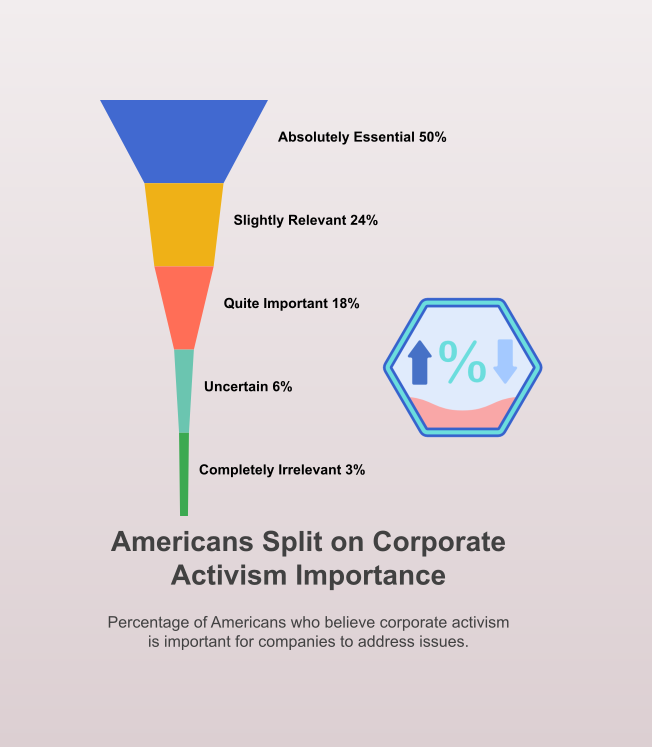 Absolutely Essential 50%
Slightly Relevant 24%
Quite Important 18%
Uncertain 6%
Completely Irrelevant 3%
%
Americans Split on Corporate
Activism Importance
Percentage of Americans who believe corporate activism
is important for companies to address issues.